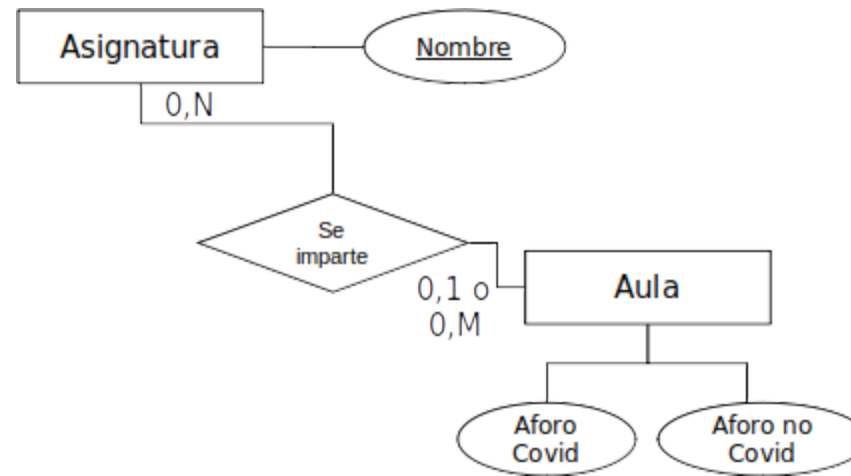 Asignatura
Nombre
0,N
Se
imparte
0,1 o
0,M
Aula
Aforo
Covid
Aforo no
Covid